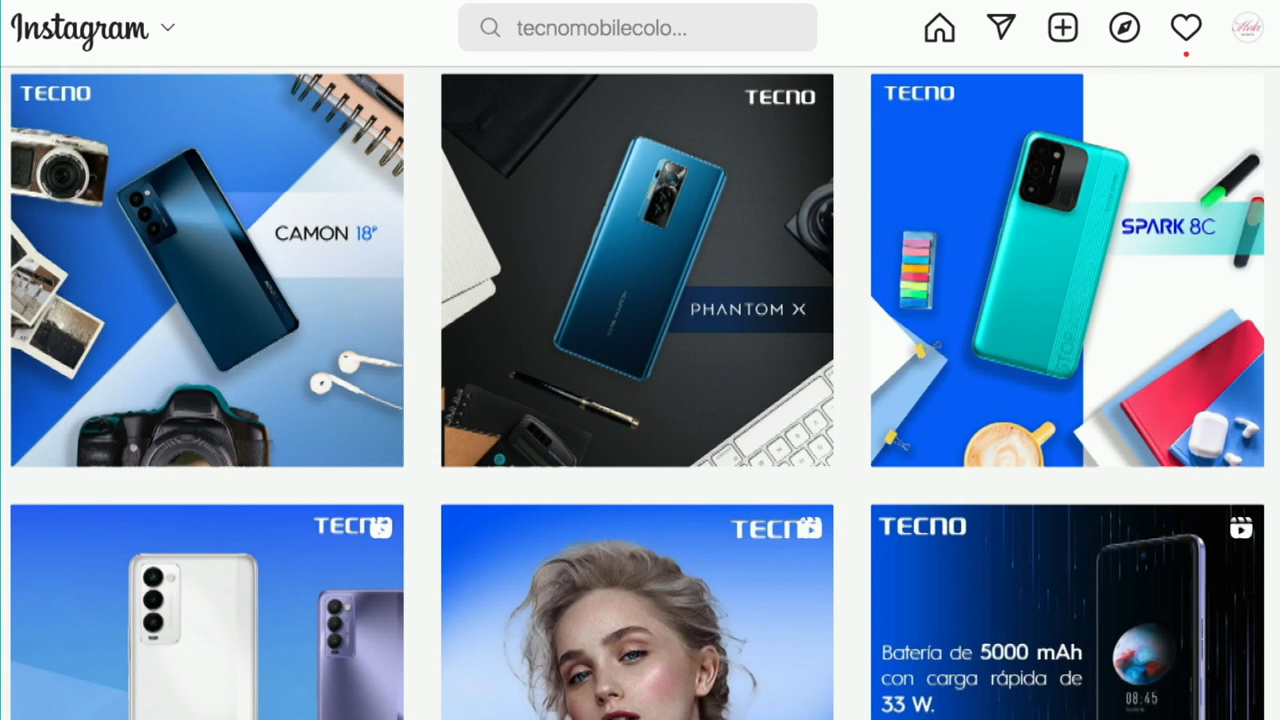 Instagram
tecnomobilecolo...
TECNO
CAMON 18P
TECNO
PHANTOM X
TECNO
SPARK 8C
TECNO
TECNO
Batería de 5000 mAh
con carga rápida de
33 W.
08:45